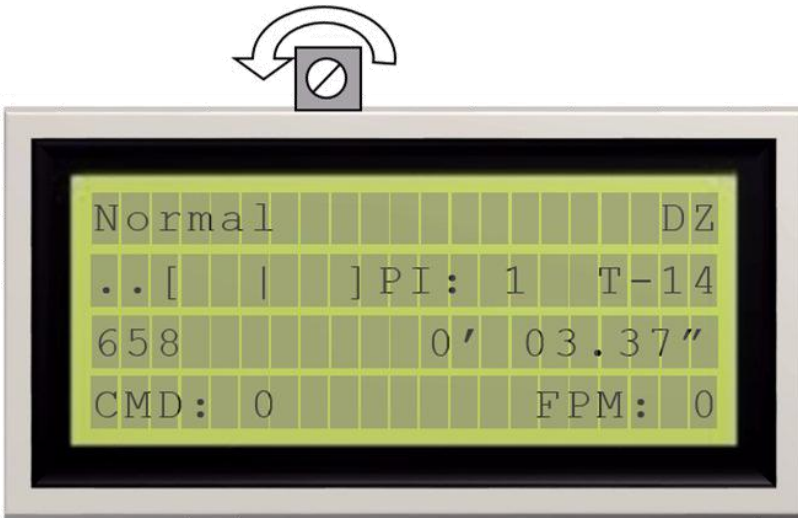 Normal DZ
..[ | ]PI: 1 T-14
658 0′ 03.37″
CMD: 0 FPM: 0